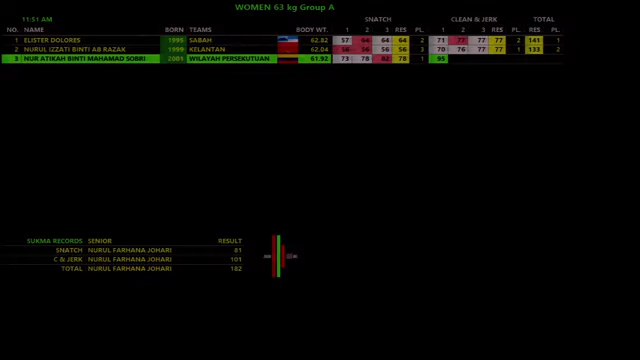 WOMEN 63 kg Group A
11:51 AM SNATCH CLEAN & JERK TOTAL
NO. NAME BORN TEAMS BODY WT. 1 2 3 RES PL. 1 2 3 RES PL. RES PL.
1 ELISTER DOLORES 1995 SABAH 62.82 57 64 64 64 2 71 77 77 77 2 141 1
2 NURUL IZZATI BINTI AB RAZAK 1999 KELANTAN 62.04 56 56 56 56 3 70 76 77 77 1 133 2
3 NUR ATIKAH BINTI MAHAMAD SOBRI 2001 WILAYAH PERSEKUTUAN 61.92 73 78 82 78 1 95
SUKMA RECORDS SENIOR RESULT
SNATCH NURUL FARHANA JOHARI 81
C & JERK NURUL FARHANA JOHARI 101
TOTAL NURUL FARHANA JOHARI 182